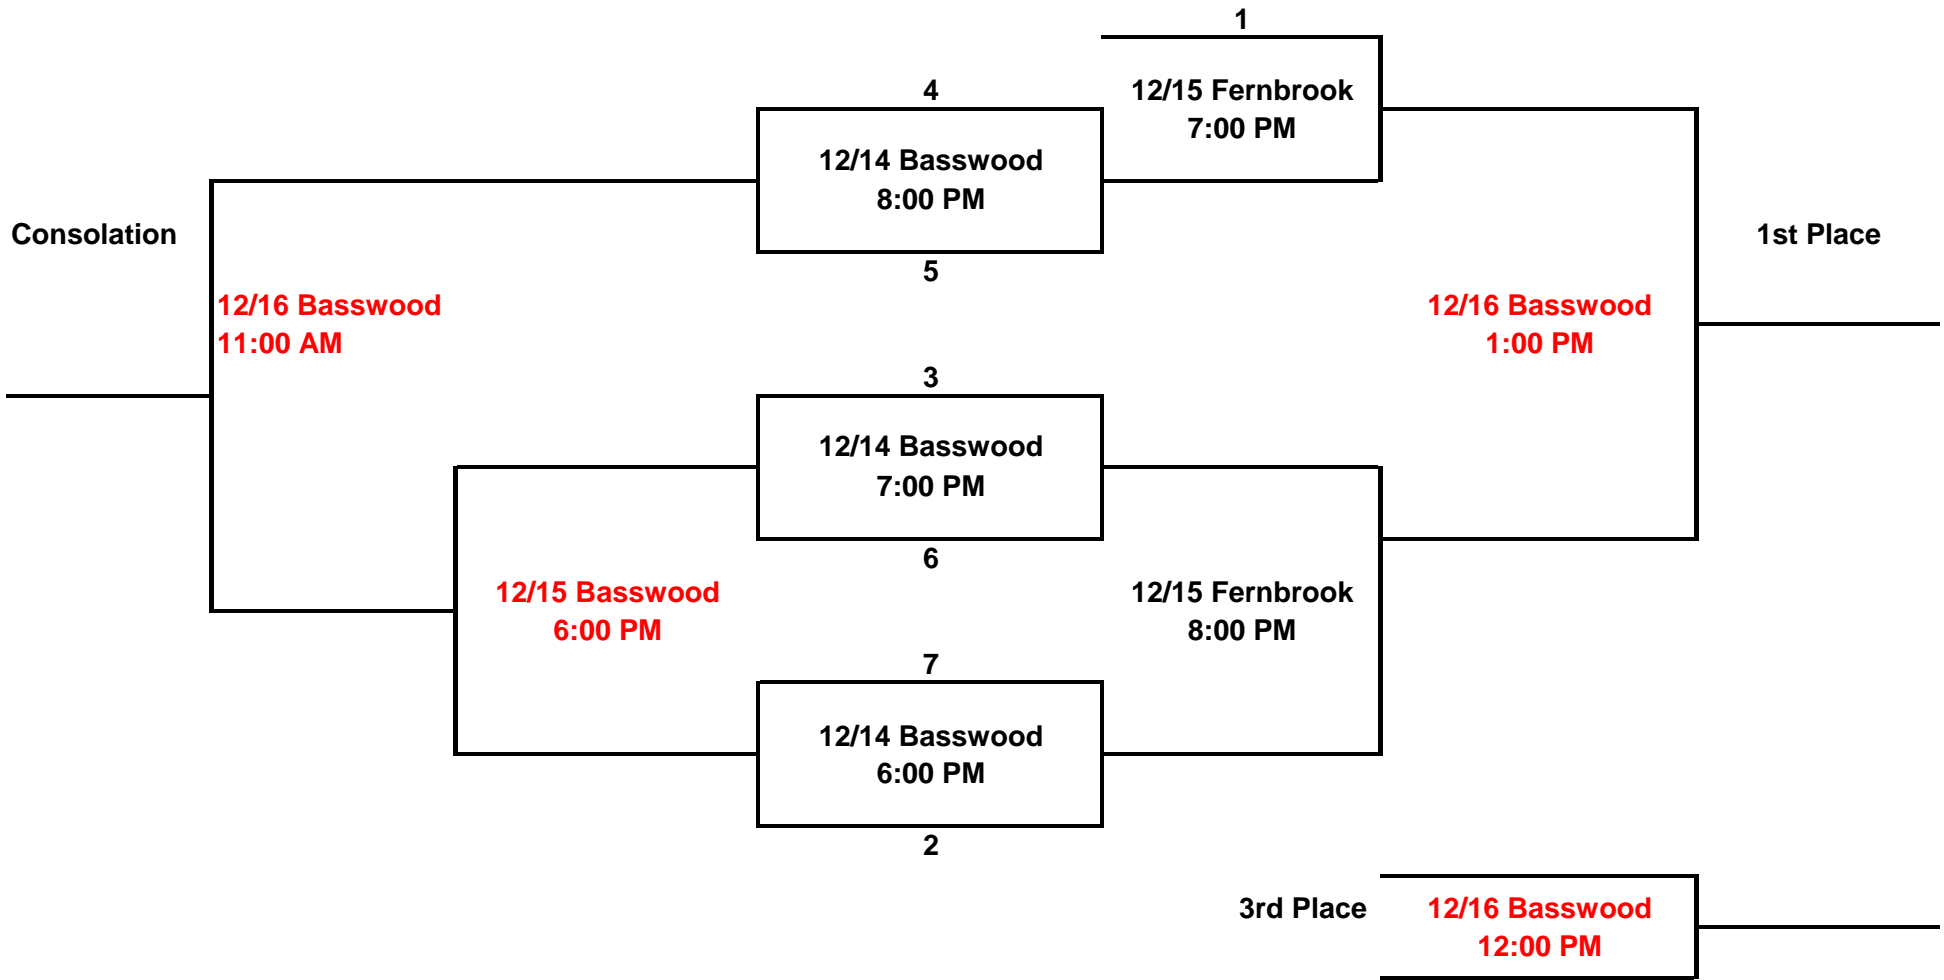 1
4
12/15 Fernbrook
7:00 PM
12/14 Basswood
8:00 PM
Consolation
1st Place
5
12/16 Basswood
11:00 AM
12/16 Basswood
1:00 PM
3
12/14 Basswood
7:00 PM
6
12/15 Basswood
6:00 PM
12/15 Fernbrook
8:00 PM
7
12/14 Basswood
6:00 PM
2
3rd Place
12/16 Basswood
12:00 PM